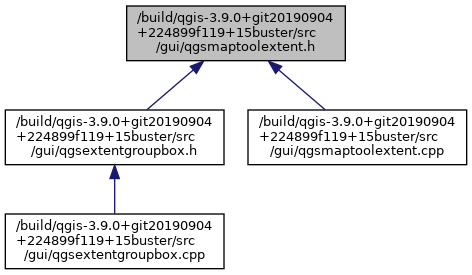 /build/qgis-3.9.0+git20190904
+224899f119+15buster/src
/gui/qgsmaptoolextent.h
/build/qgis-3.9.0+git20190904
+224899f119+15buster/src
/gui/qgsextentgroupbox.h
/build/qgis-3.9.0+git20190904
+224899f119+15buster/src
/gui/qgsmaptoolextent.cpp
/build/qgis-3.9.0+git20190904
+224899f119+15buster/src
/gui/qgsextentgroupbox.cpp